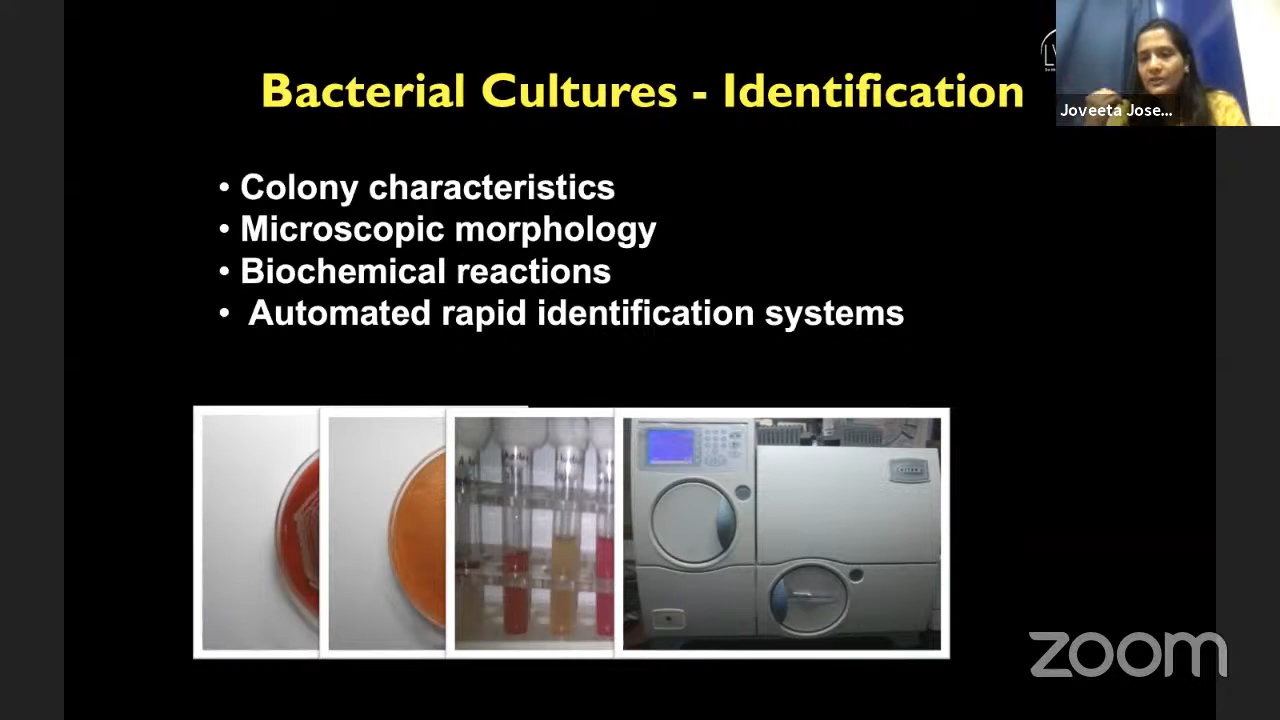 Bacterial Cultures - Identification
Joveeta Jose...
• Colony characteristics
• Microscopic morphology
• Biochemical reactions
• Automated rapid identification systems
zoom